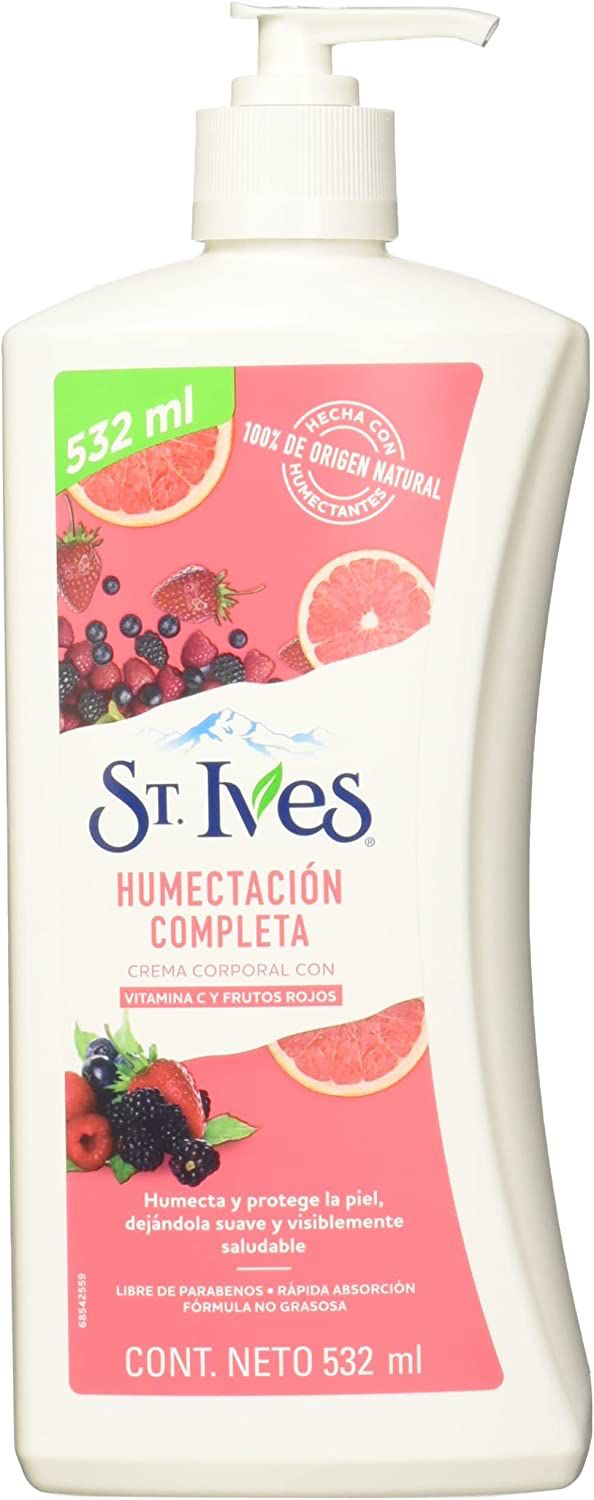 532 ml
HECHA CON
100% DE ORIGEN NATURAL
HUMECTANTES
ST. IVES®
HUMECTACIÓN
COMPLETA
CREMA CORPORAL CON
VITAMINA C Y FRUTOS ROJOS
Humecta y protege la piel,
dejándola suave y visiblemente
saludable
LIBRE DE PARABENOS • RÁPIDA ABSORCIÓN
FÓRMULA NO GRASOSA
68542559
CONT. NETO 532 ml